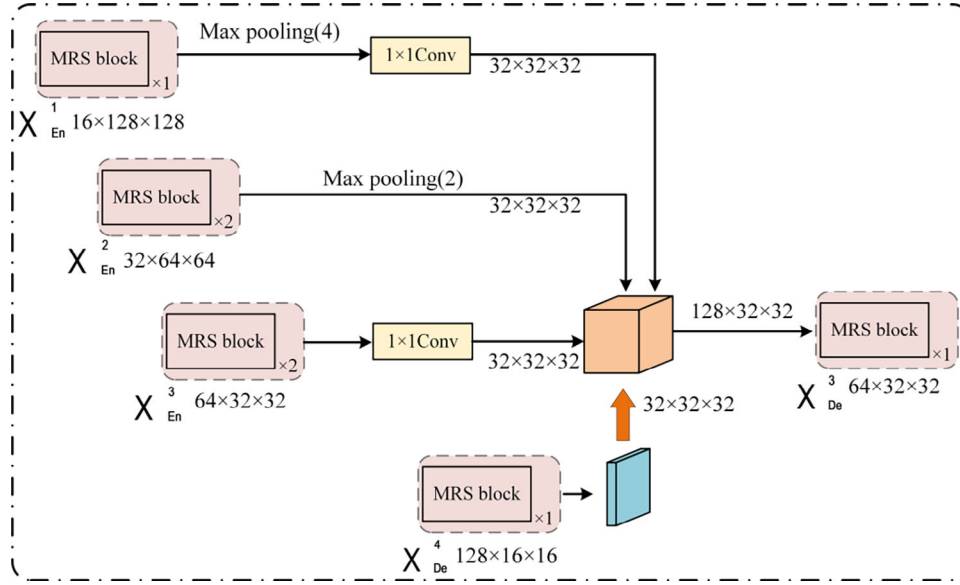 MRS block
×1
Max pooling(4)
1×1Conv
32×32×32
X 1 En 16×128×128
MRS block
×2
Max pooling(2)
32×32×32
X 2 En 32×64×64
MRS block
×2
1×1Conv
32×32×32
128×32×32
MRS block
×1
X 3 En 64×32×32
32×32×32
X 3 De 64×32×32
MRS block
×1
X 4 De 128×16×16